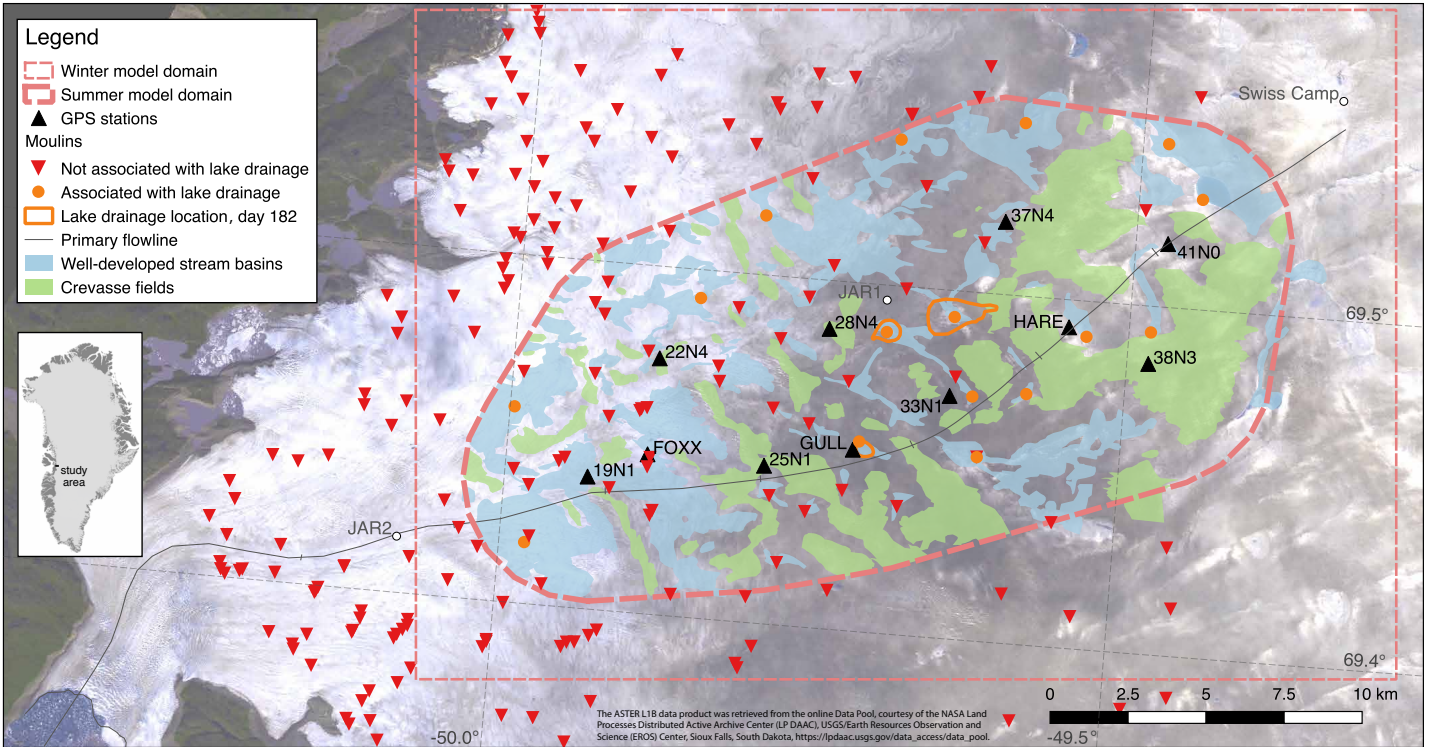 Legend
Winter model domain
Summer model domain
GPS stations
Moulins
Not associated with lake drainage
Associated with lake drainage
Lake drainage location, day 182
Primary flowline
Well-developed stream basins
Crevasse fields
study
area
Swiss Camp
37N4
41N0
JAR1
69.5°
28N4
HARE
22N4
38N3
33N1
GULL
FOXX
25N1
19N1
JAR2
69.4°
0 2.5 5 7.5 10 km
The ASTER L1B data product was retrieved from the online Data Pool, courtesy of the NASA Land
Processes Distributed Active Archive Center (LP DAAC), USGS/Earth Resources Observation and
Science (EROS) Center, Sioux Falls, South Dakota, https://lpdaac.usgs.gov/data_access/data_pool.
-50.0°
-49.5°